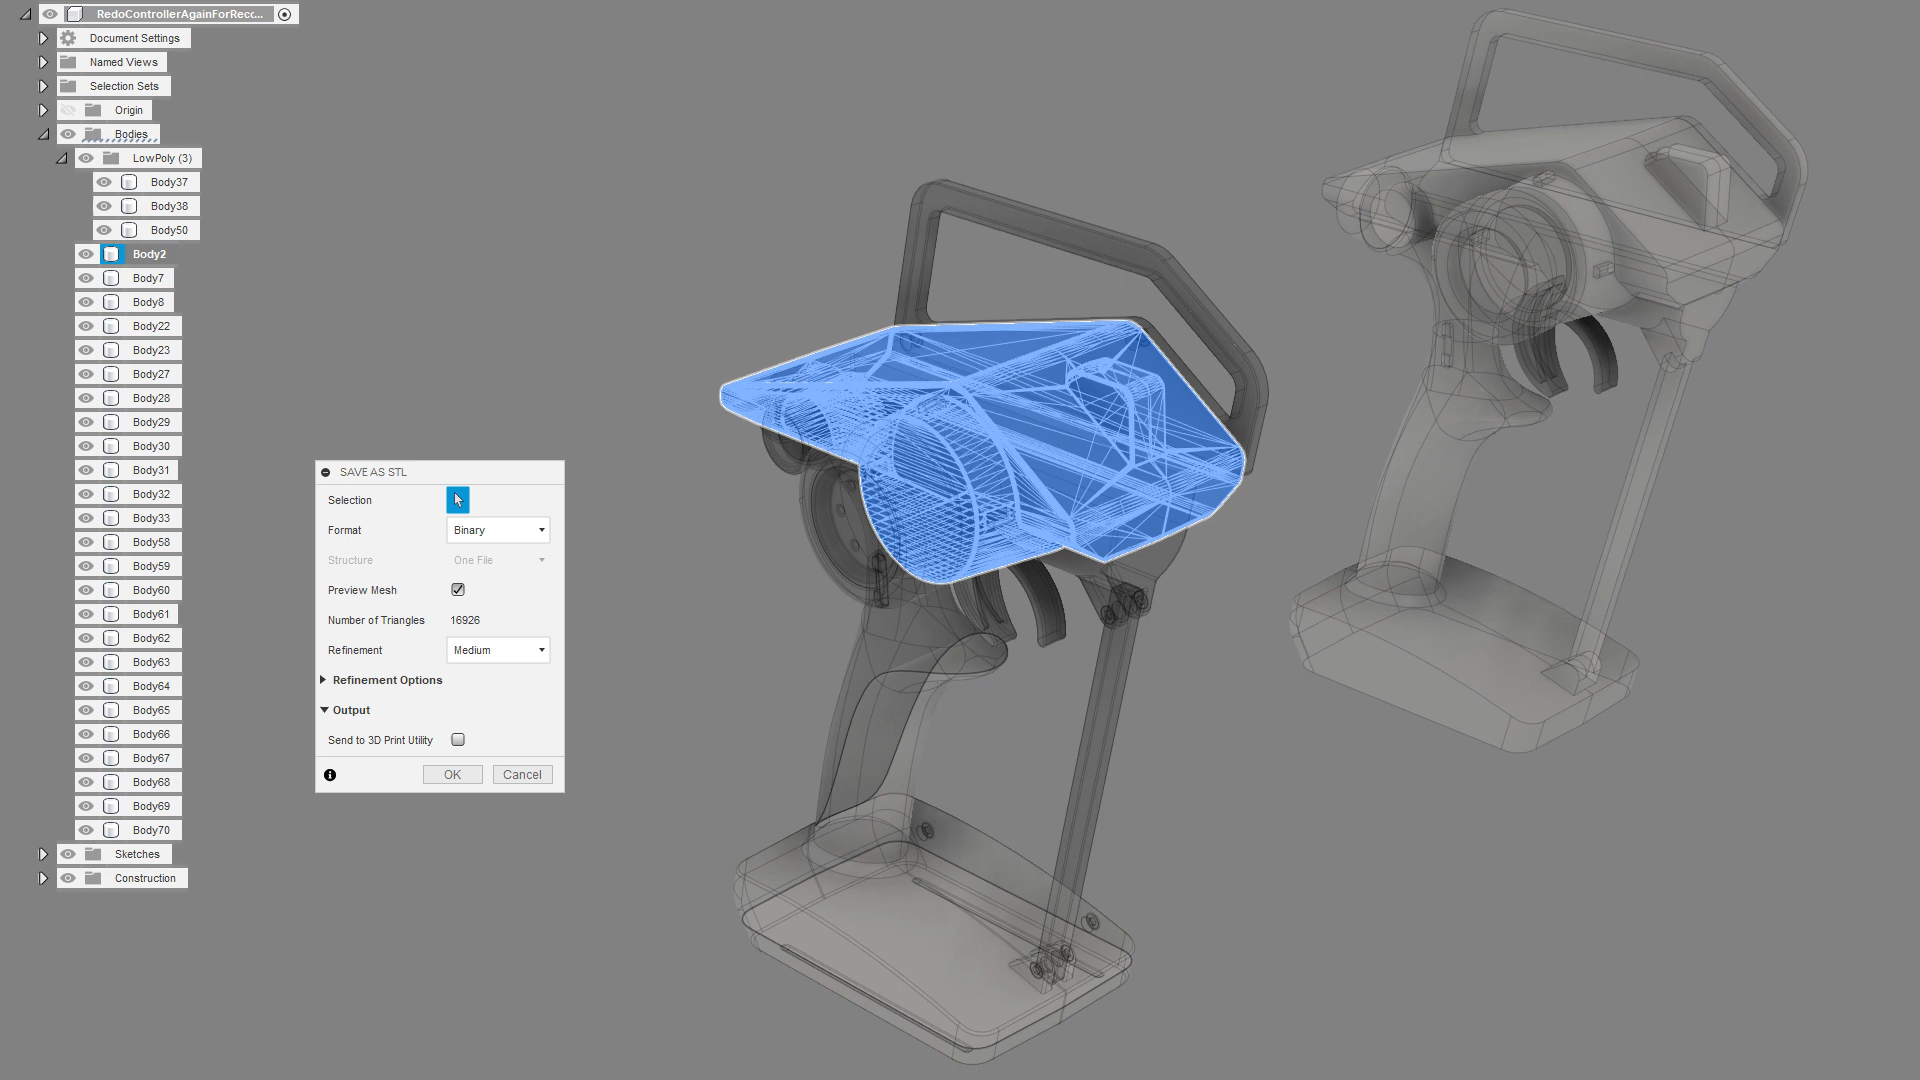 RedoControllerAgainForRecc...
Document Settings
Named Views
Selection Sets
Origin
Bodies
LowPoly (3)
Body37
Body38
Body50
Body2
Body7
Body8
Body22
Body23
Body27
Body28
Body29
Body30
Body31
Body32
Body33
Body58
Body59
Body60
Body61
Body62
Body63
Body64
Body65
Body66
Body67
Body68
Body69
Body70
Sketches
Construction
SAVE AS STL
Selection
Format Binary
Structure One File
Preview Mesh
Number of Triangles 16926
Refinement Medium
Refinement Options
Output
Send to 3D Print Utility
OK Cancel